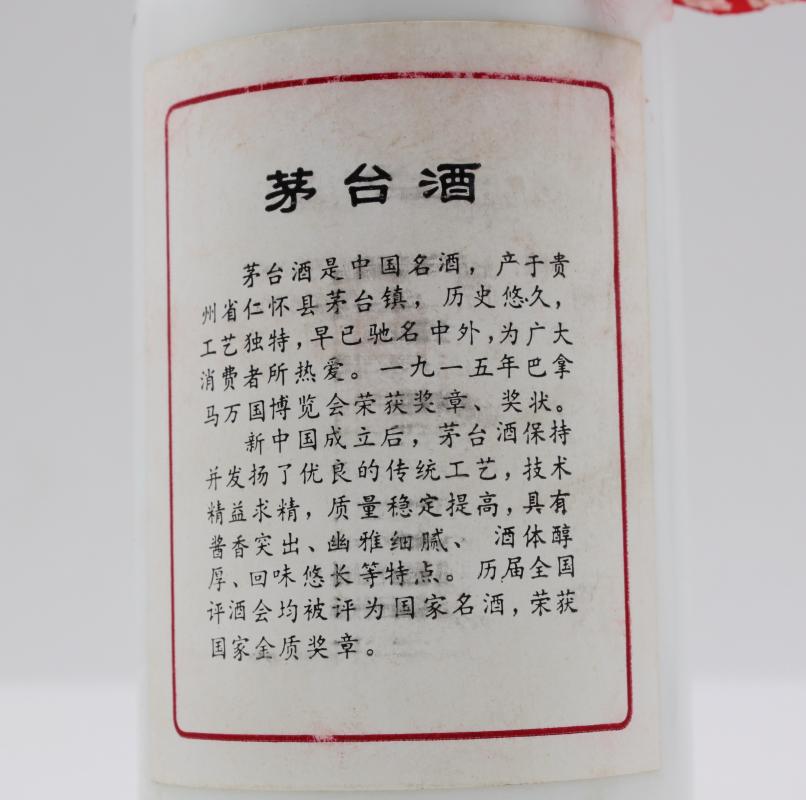 茅台酒
茅台酒是中国名酒，产于贵
州省仁怀县茅台镇，历史悠久，
工艺独特，早已驰名中外，为广大
消费者所热爱。一九一五年巴拿
马万国博览会荣获奖章、奖状。
新中国成立后，茅台酒保持
并发扬了优良的传统工艺，技术
精益求精，质量稳定提高，具有
酱香突出、幽雅细腻、酒体醇
厚、回味悠长等特点。历届全国
评酒会均被评为国家名酒，荣获
国家金质奖章。